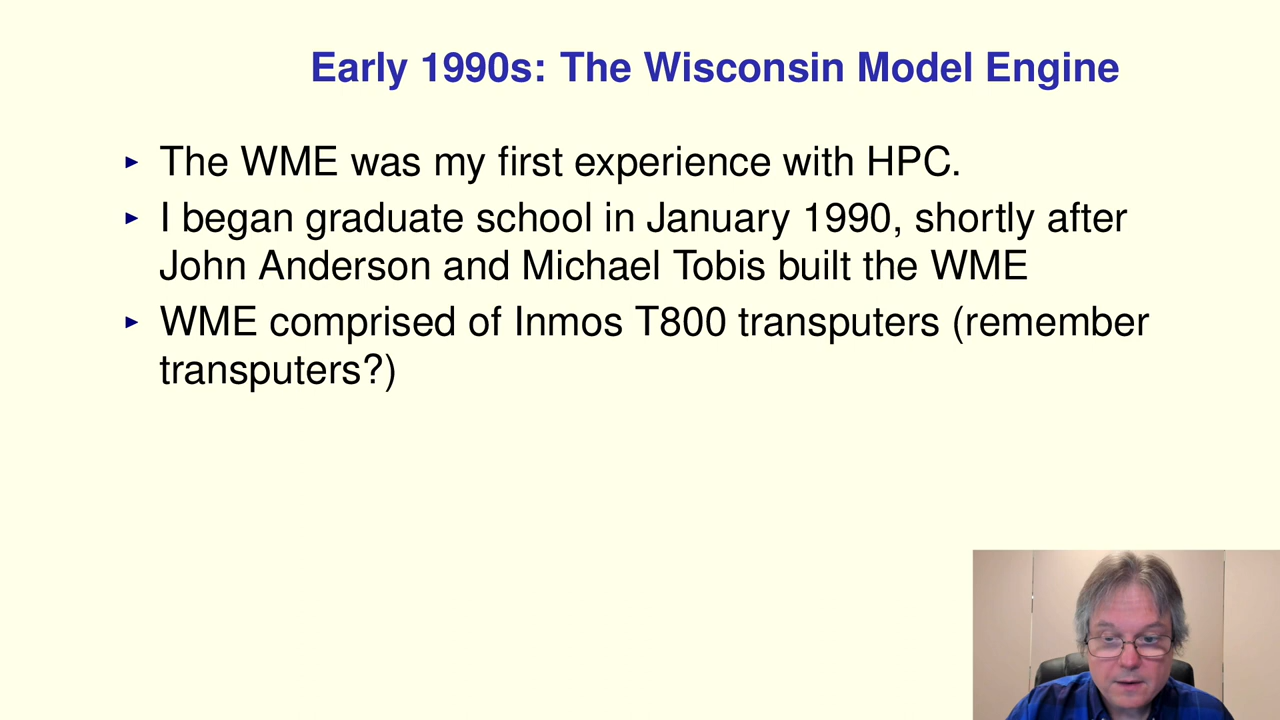 Early 1990s: The Wisconsin Model Engine
The WME was my first experience with HPC.
I began graduate school in January 1990, shortly after
John Anderson and Michael Tobis built the WME
WME comprised of Inmos T800 transputers (remember
transputers?)